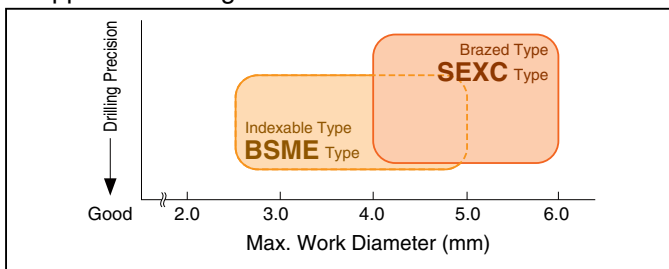 Drilling Precision
Good
Brazed Type
SEXC Type
Indexable Type
BSME Type
2.0 3.0 4.0 5.0 6.0
Max. Work Diameter (mm)